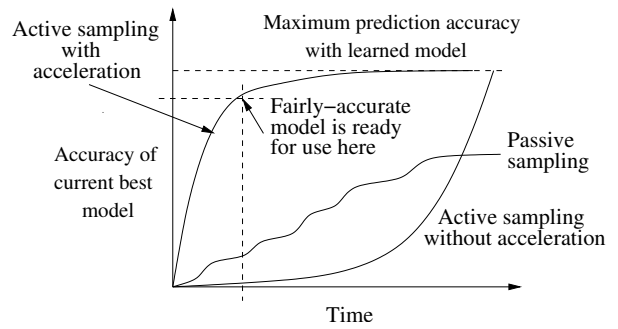 Active sampling
with
acceleration
Maximum prediction accuracy
with learned model
Fairly−accurate
model is ready
for use here
Accuracy of
current best
model
Passive
sampling
Active sampling
without acceleration
Time